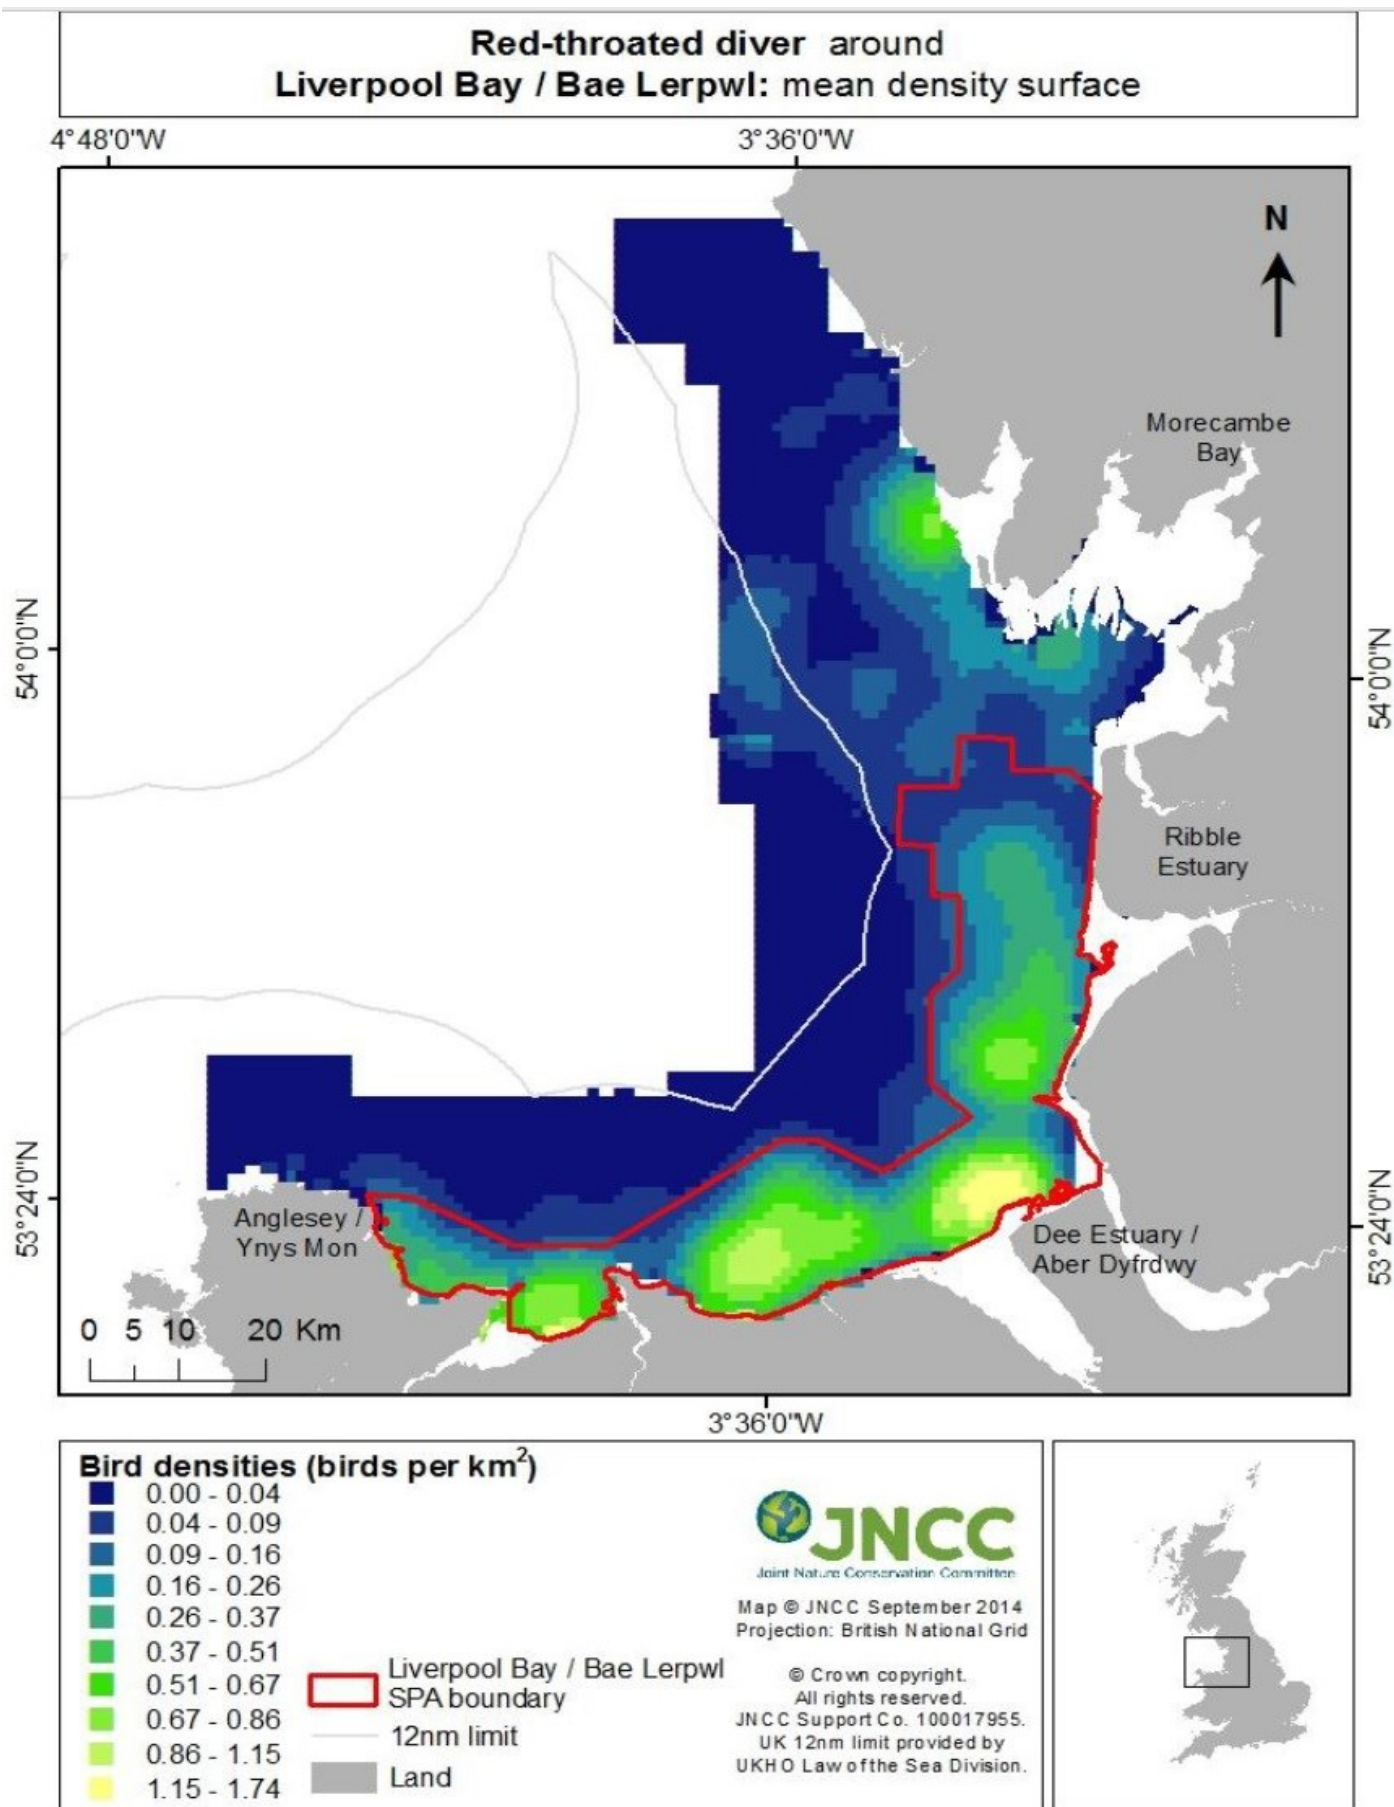 Red-throated diver around
Liverpool Bay / Bae Lerpwl: mean density surface
4°48'0"W
3°36'0"W
N
Morecambe
Bay
54°0'0"N
54°0'0"N
Ribble
Estuary
53°24'0"N
53°24'0"N
Anglesey /
Ynys Mon
Dee Estuary /
Aber Dyfrdwy
0 5 10 20 Km
3°36'0"W
Bird densities (birds per km²)
0.00 - 0.04
0.04 - 0.09
0.09 - 0.16
0.16 - 0.26
0.26 - 0.37
0.37 - 0.51
0.51 - 0.67
0.67 - 0.86
0.86 - 1.15
1.15 - 1.74
Liverpool Bay / Bae Lerpwl
SPA boundary
12nm limit
Land
JNCC
Joint Nature Conservation Committee
Map © JNCC September 2014
Projection: British National Grid
© Crown copyright.
All rights reserved.
JNCC Support Co. 100017955.
UK 12nm limit provided by
UKHO Law of the Sea Division.